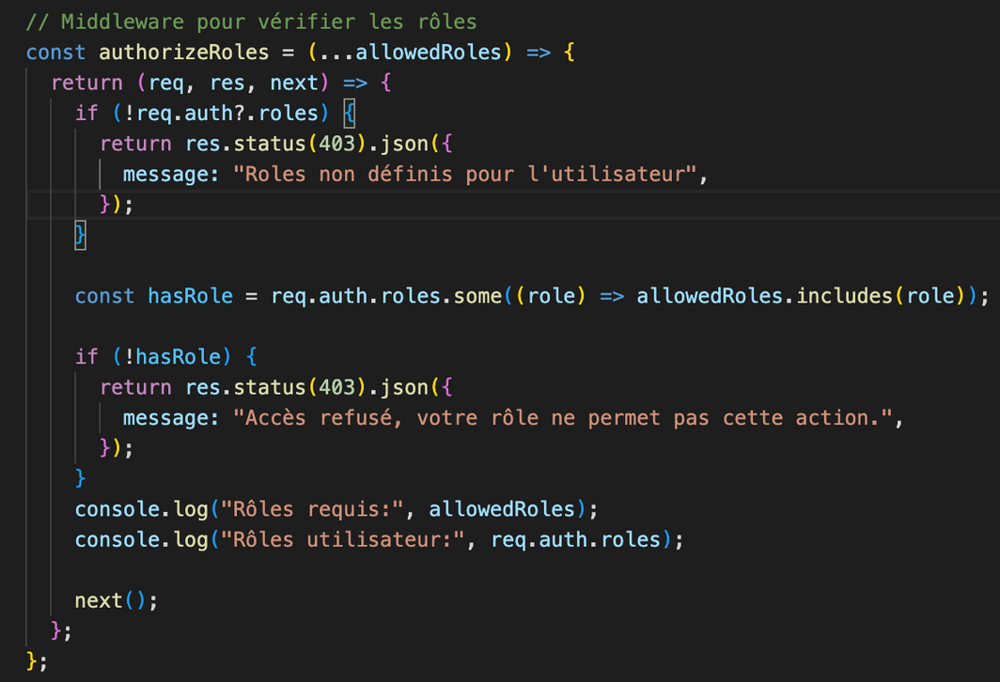 // Middleware pour vérifier les rôles
const authorizeRoles = (...allowedRoles) => {
return (req, res, next) => {
if (!req.auth?.roles) {
return res.status(403).json({
message: "Roles non définis pour l'utilisateur",
});
}
const hasRole = req.auth.roles.some((role) => allowedRoles.includes(role));
if (!hasRole) {
return res.status(403).json({
message: "Accès refusé, votre rôle ne permet pas cette action.",
});
}
console.log("Rôles requis:", allowedRoles);
console.log("Rôles utilisateur:", req.auth.roles);
next();
};
};